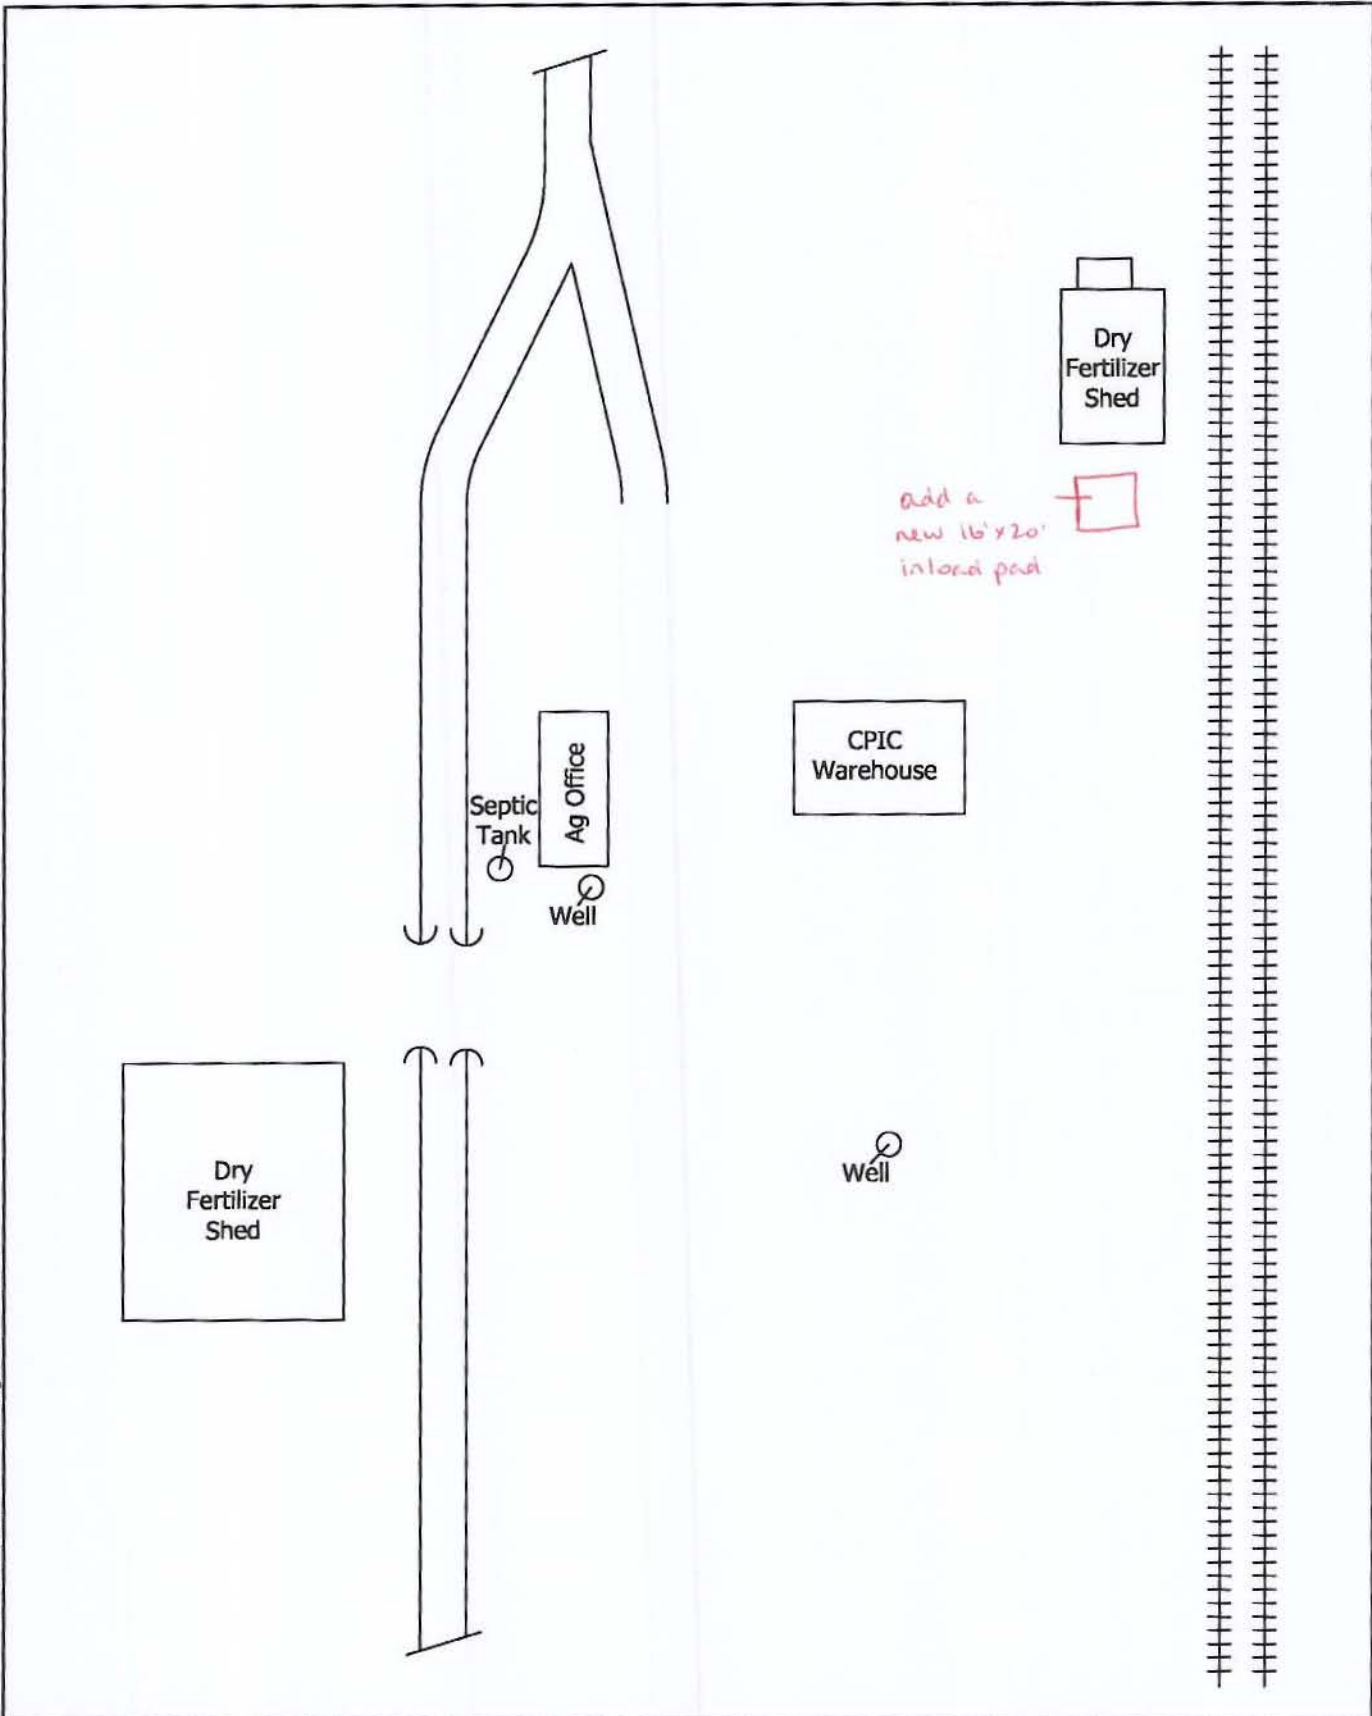 Dry
Fertilizer
Shed
add a
new 16'x20'
inload pad
CPIC
Warehouse
Ag Office
Septic
Tank
Well
Well
Dry
Fertilizer
Shed